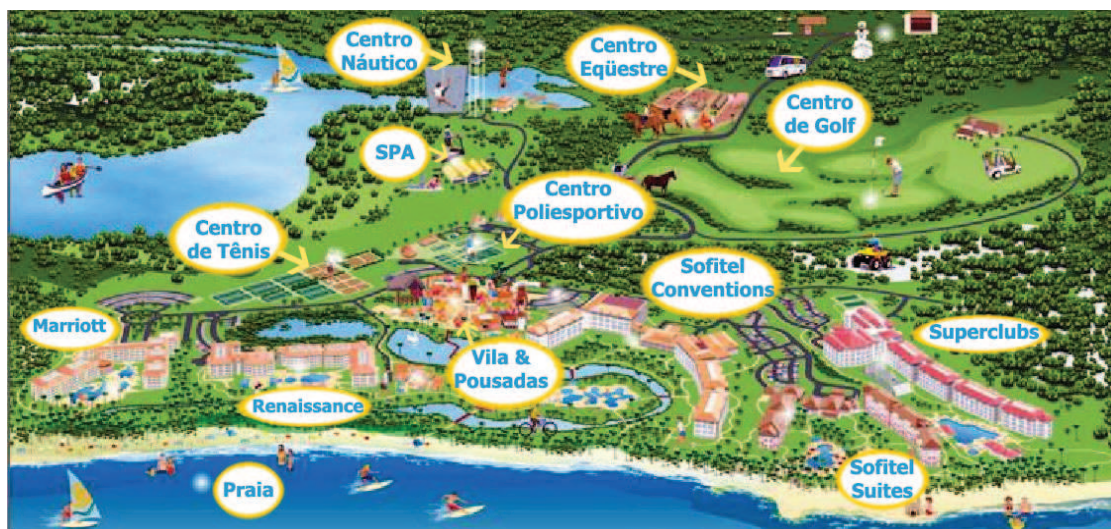 Centro
Náutico
Centro
Eqüestre
Centro
de Golf
SPA
Centro
Poliesportivo
Centro
de Tênis
Sofitel
Conventions
Marriott
Superclubs
Vila &
Pousadas
Renaissance
Sofitel
Suites
Praia